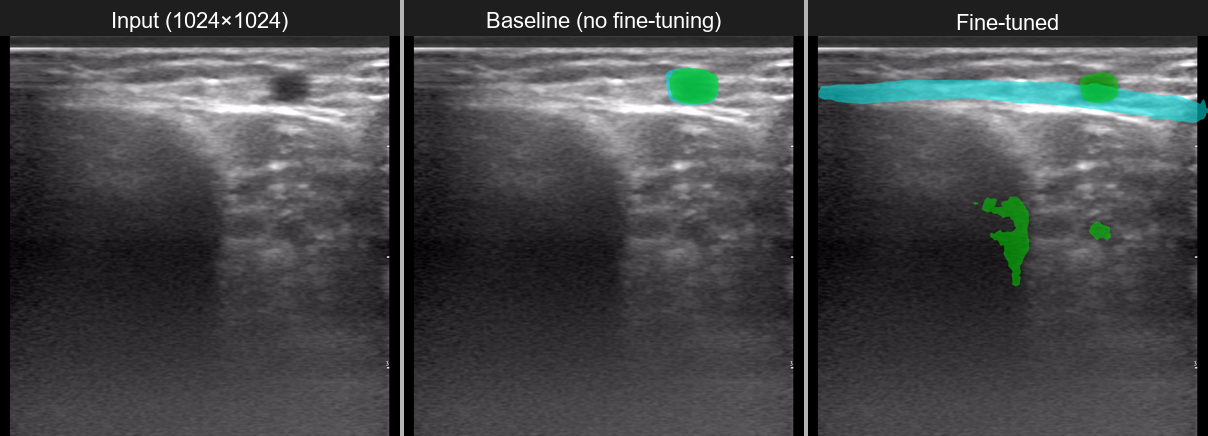 Input (1024×1024)
Baseline (no fine-tuning)
Fine-tuned